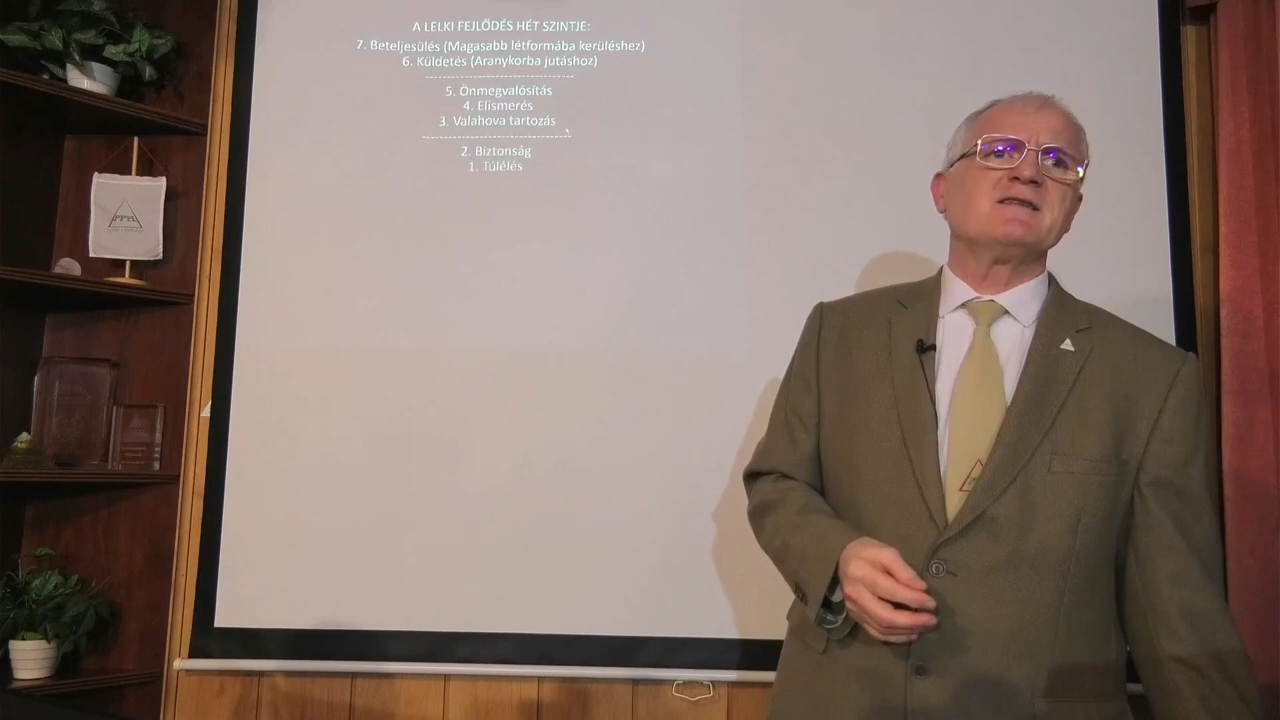 A LELKI FEJLŐDÉS HÉT SZINTJE:
7. Beteljesülés (Magasabb létformába kerüléshez)
6. Küldetés (Aranykorba jutáshoz)
5. Önmegvalósítás
4. Elismerés
3. Valahova tartozás
2. Biztonság
1. Túlélés